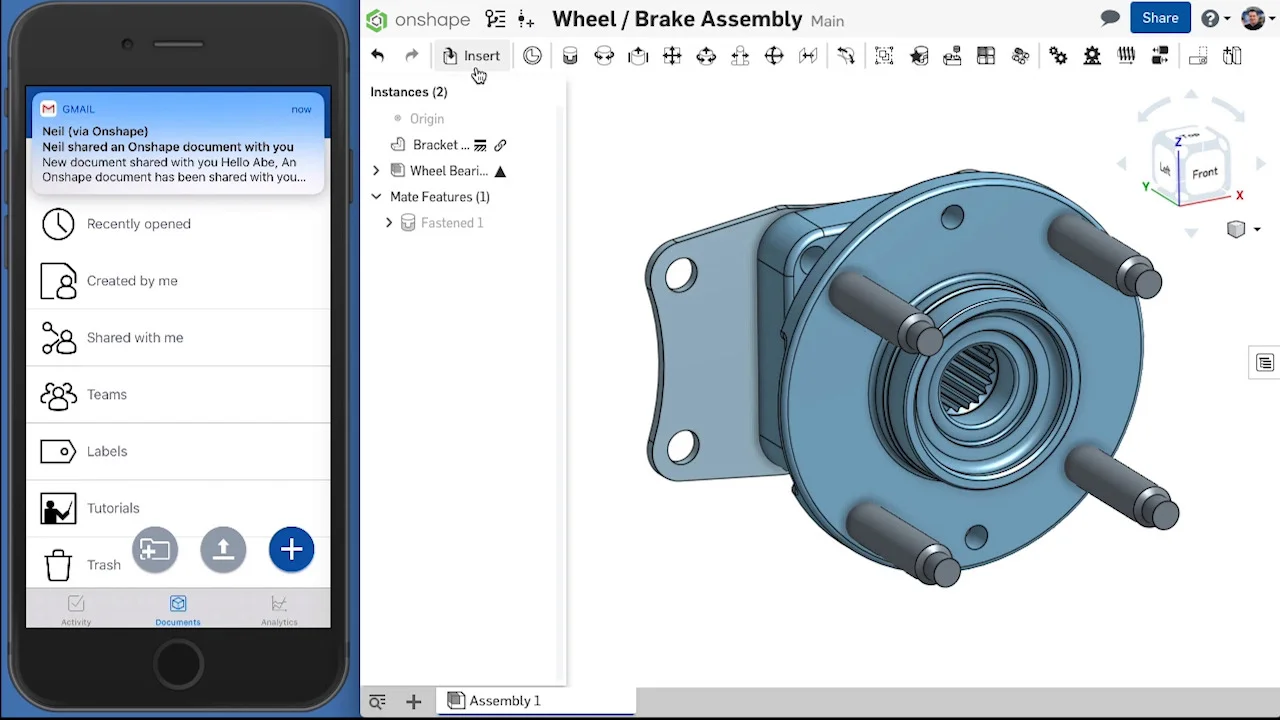 GMAIL
now
Neil (via Onshape)
Neil shared an Onshape document with you
New document shared with you Hello Abe, An
Onshape document has been shared with you...
Recently opened
Created by me
Shared with me
Teams
Labels
Tutorials
Trash
Activity
Documents
Analytics
onshape
Wheel / Brake Assembly Main
Share
Insert
Instances (2)
Origin
Bracket ...
Wheel Beari...
Mate Features (1)
Fastened 1
Top
Left
Front
Z
Y
X
Assembly 1